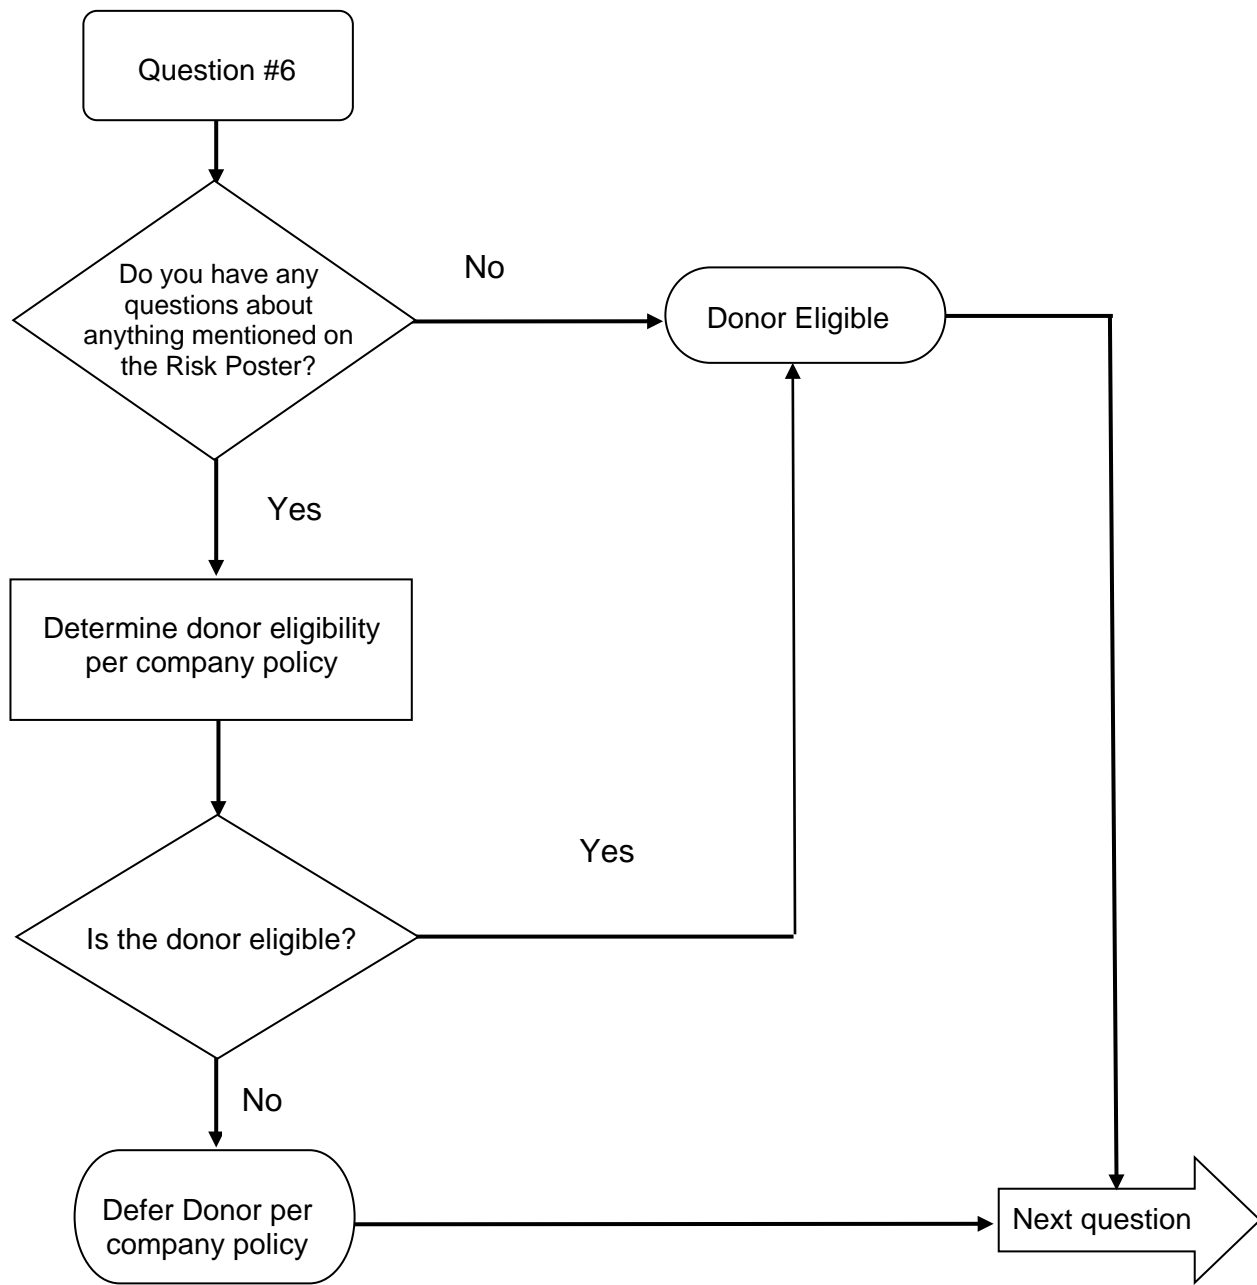 Question #6
Do you have any
questions about
anything mentioned on
the Risk Poster?
No
Donor Eligible
Yes
Determine donor eligibility
per company policy
Is the donor eligible?
Yes
No
Defer Donor per
company policy
Next question